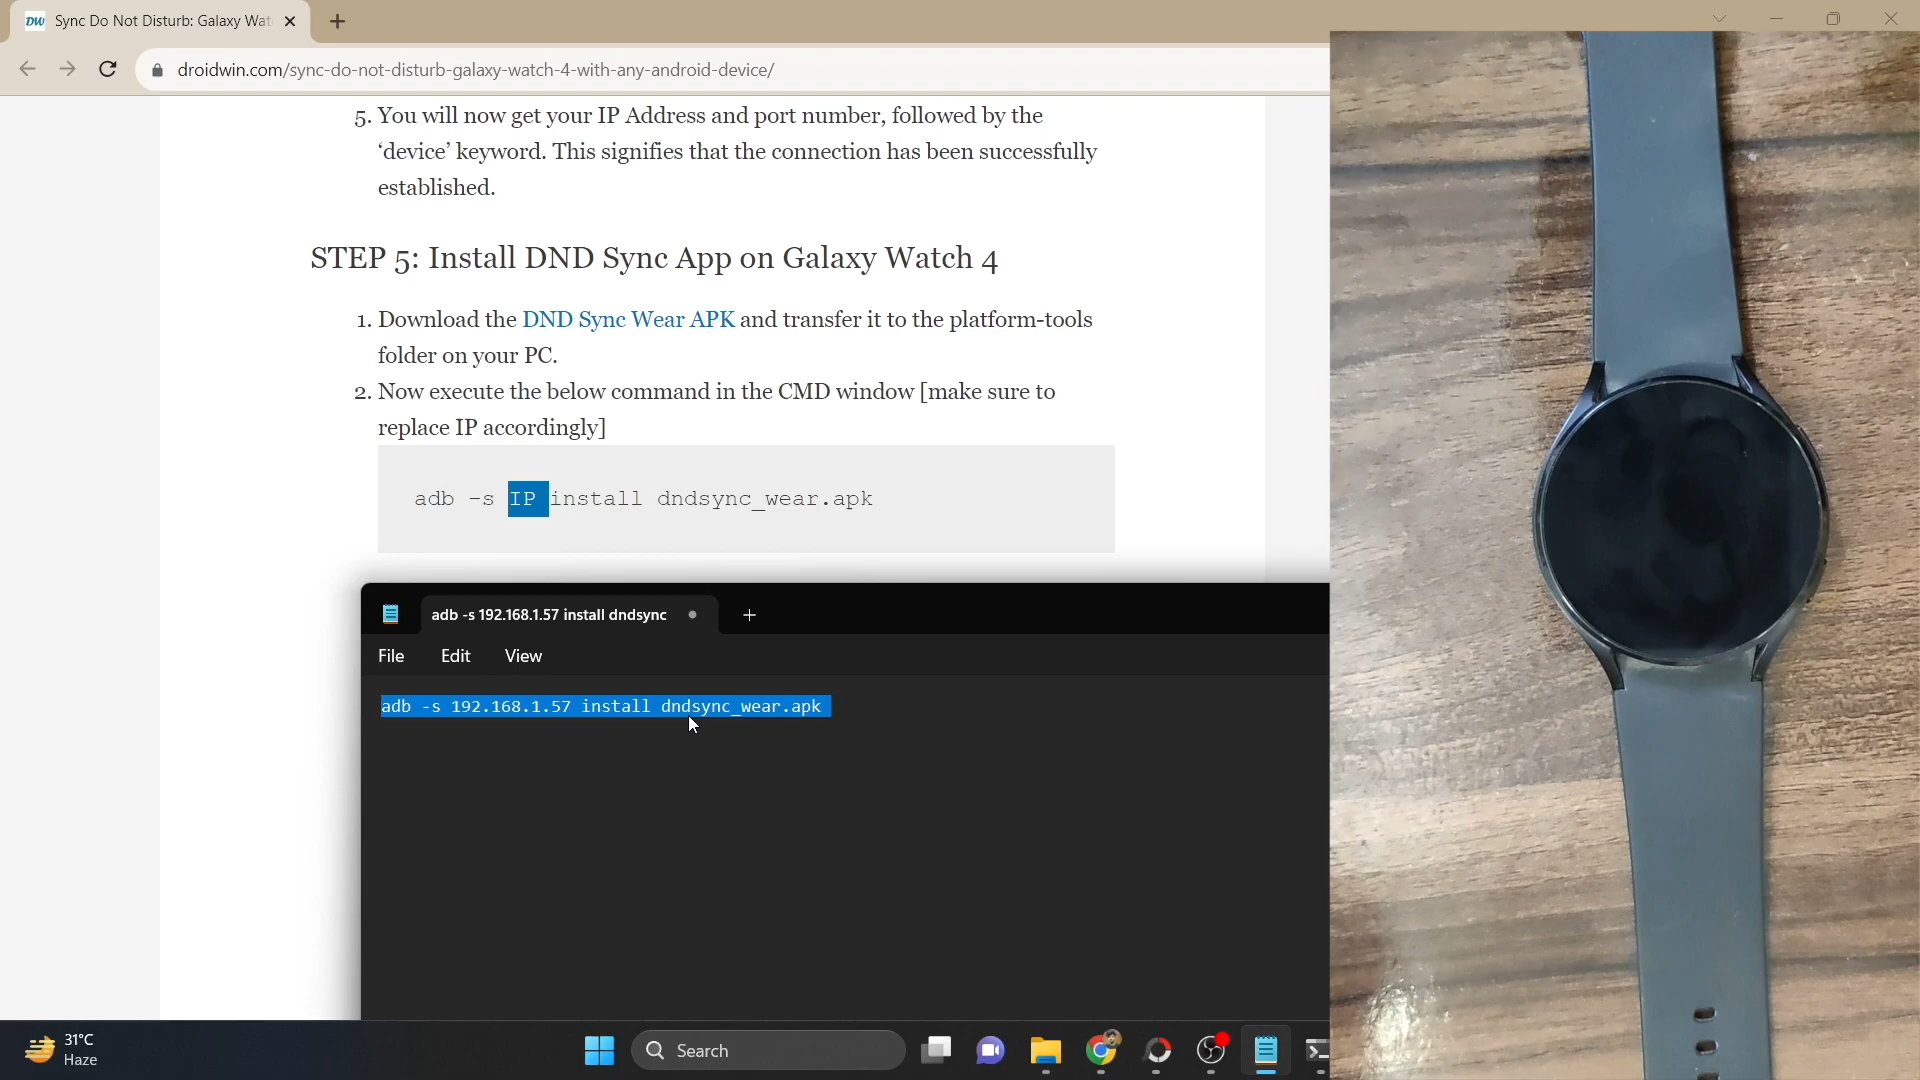 DW Sync Do Not Disturb: Galaxy Wat
droidwin.com/sync-do-not-disturb-galaxy-watch-4-with-any-android-device/
5. You will now get your IP Address and port number, followed by the
‘device’ keyword. This signifies that the connection has been successfully
established.
STEP 5: Install DND Sync App on Galaxy Watch 4
1. Download the DND Sync Wear APK and transfer it to the platform-tools
folder on your PC.
2. Now execute the below command in the CMD window [make sure to
replace IP accordingly]
adb -s IP install dndsync_wear.apk
adb -s 192.168.1.57 install dndsync
File Edit View
adb -s 192.168.1.57 install dndsync_wear.apk
31°C
Haze
Search